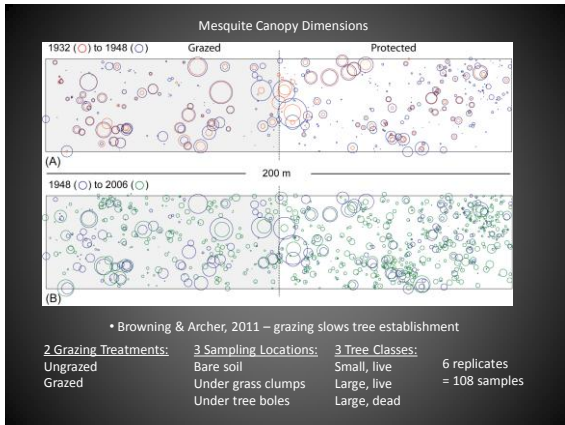 Mesquite Canopy Dimensions
1932 (○) to 1948 (○) Grazed Protected
(A)
200 m
1948 (○) to 2006 (○)
(B)
• Browning & Archer, 2011 – grazing slows tree establishment
2 Grazing Treatments:
Ungrazed
Grazed
3 Sampling Locations:
Bare soil
Under grass clumps
Under tree boles
3 Tree Classes:
Small, live
Large, live
Large, dead
6 replicates
= 108 samples